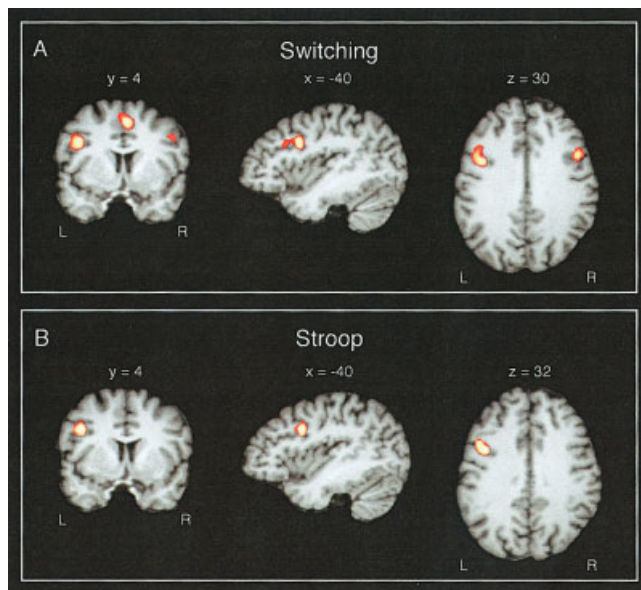 A
Switching
y = 4 x = -40 z = 30
L R L R
B
Stroop
y = 4 x = -40 z = 32
L R L R